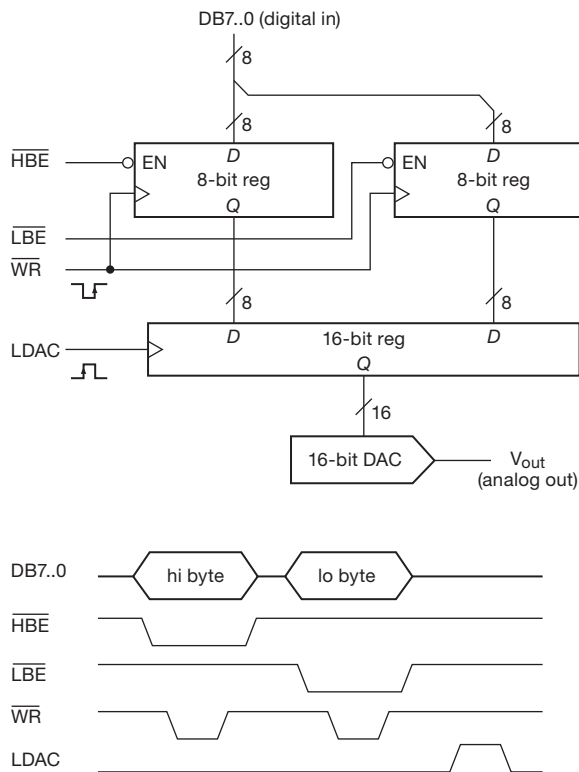 DB7..0 (digital in)
8
8
8
HBE
EN
D
8-bit reg
Q
EN
D
8-bit reg
Q
LBE
WR
8
8
LDAC
D
16-bit reg
D
Q
16
16-bit DAC
Vout
(analog out)
DB7..0
hi byte
lo byte
HBE
LBE
WR
LDAC